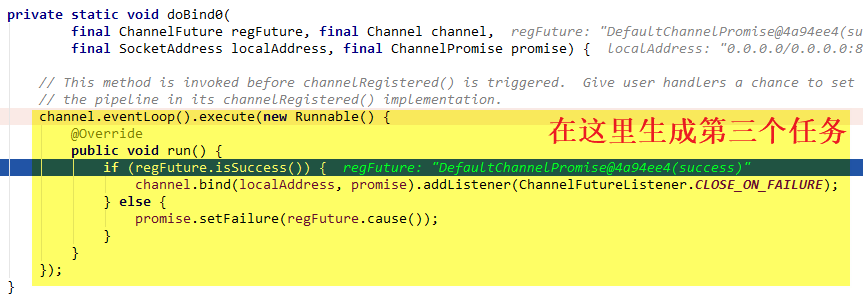 private static void doBind0(
final ChannelFuture regFuture, final Channel channel, regFuture: "DefaultChannelPromise@4a94ee4(su
final SocketAddress localAddress, final ChannelPromise promise) { localAddress: "0.0.0.0/0.0.0.0:8
// This method is invoked before channelRegistered() is triggered.  Give user handlers a chance to set
// the pipeline in its channelRegistered() implementation.
channel.eventLoop().execute(new Runnable() {
@Override
在这里生成第三个任务
public void run() {
if (regFuture.isSuccess()) { regFuture: "DefaultChannelPromise@4a94ee4(success)"
channel.bind(localAddress, promise).addListener(ChannelFutureListener.CLOSE_ON_FAILURE);
} else {
promise.setFailure(regFuture.cause());
}
}
});
}